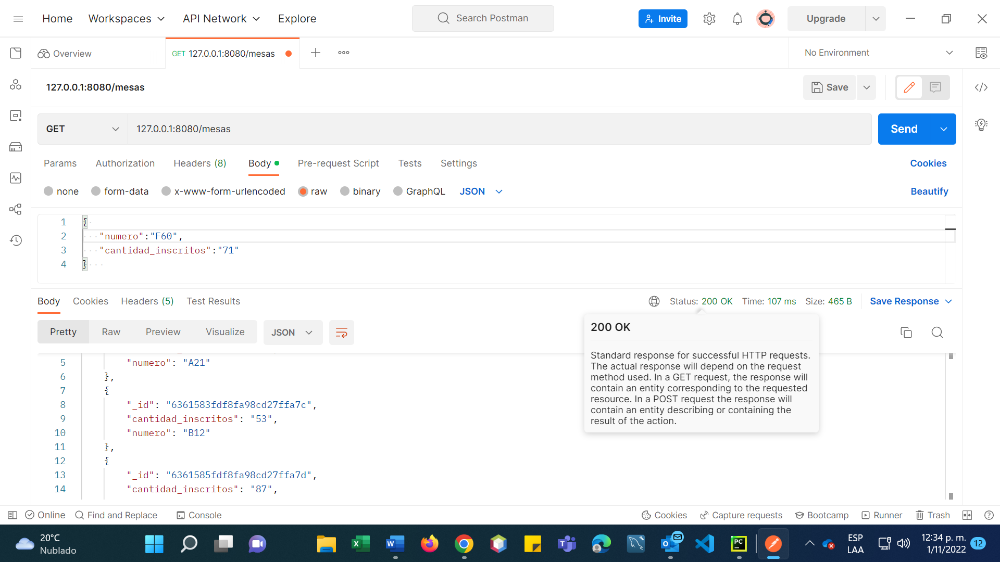 Home Workspaces API Network Explore Search Postman Invite Upgrade
Overview GET 127.0.0.1:8080/mesas No Environment
127.0.0.1:8080/mesas Save
GET 127.0.0.1:8080/mesas Send
Params Authorization Headers (8) Body Pre-request Script Tests Settings Cookies
none form-data x-www-form-urlencoded raw binary GraphQL JSON Beautify
1 {
2 "numero":"F60",
3 "cantidad_inscritos":"71"
4 }
Body Cookies Headers (5) Test Results Status: 200 OK Time: 107 ms Size: 465 B Save Response
Pretty Raw Preview Visualize JSON
200 OK
Standard response for successful HTTP requests.
The actual response will depend on the request
method used. In a GET request, the response will
contain an entity corresponding to the requested
resource. In a POST request the response will
contain an entity describing or containing the
result of the action.
5 "numero": "A21"
6 },
7 {
8 "_id": "6361583fdf8fa98cd27ffa7c",
9 "cantidad_inscritos": "53",
10 "numero": "B12"
11 },
12 {
13 "_id": "6361585fdf8fa98cd27ffa7d",
14 "cantidad_inscritos": "87",
Online Find and Replace Console Cookies Capture requests Bootcamp Runner Trash
20°C
Nublado
ESP
LAA
12:34 p. m.
1/11/2022
12